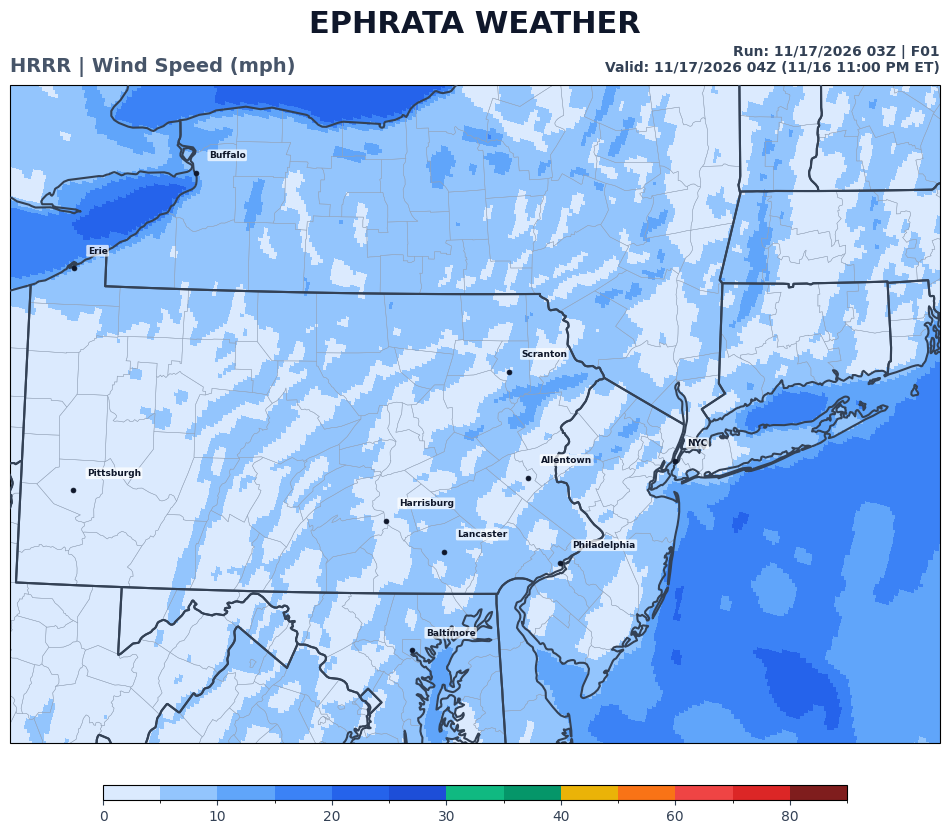 EPHRATA WEATHER
HRRR | Wind Speed (mph)
Run: 11/17/2026 03Z | F01
Valid: 11/17/2026 04Z (11/16 11:00 PM ET)
Buffalo
Erie
Scranton
NYC
Allentown
Pittsburgh
Harrisburg
Lancaster
Philadelphia
Baltimore
0 10 20 30 40 50 60 70 80